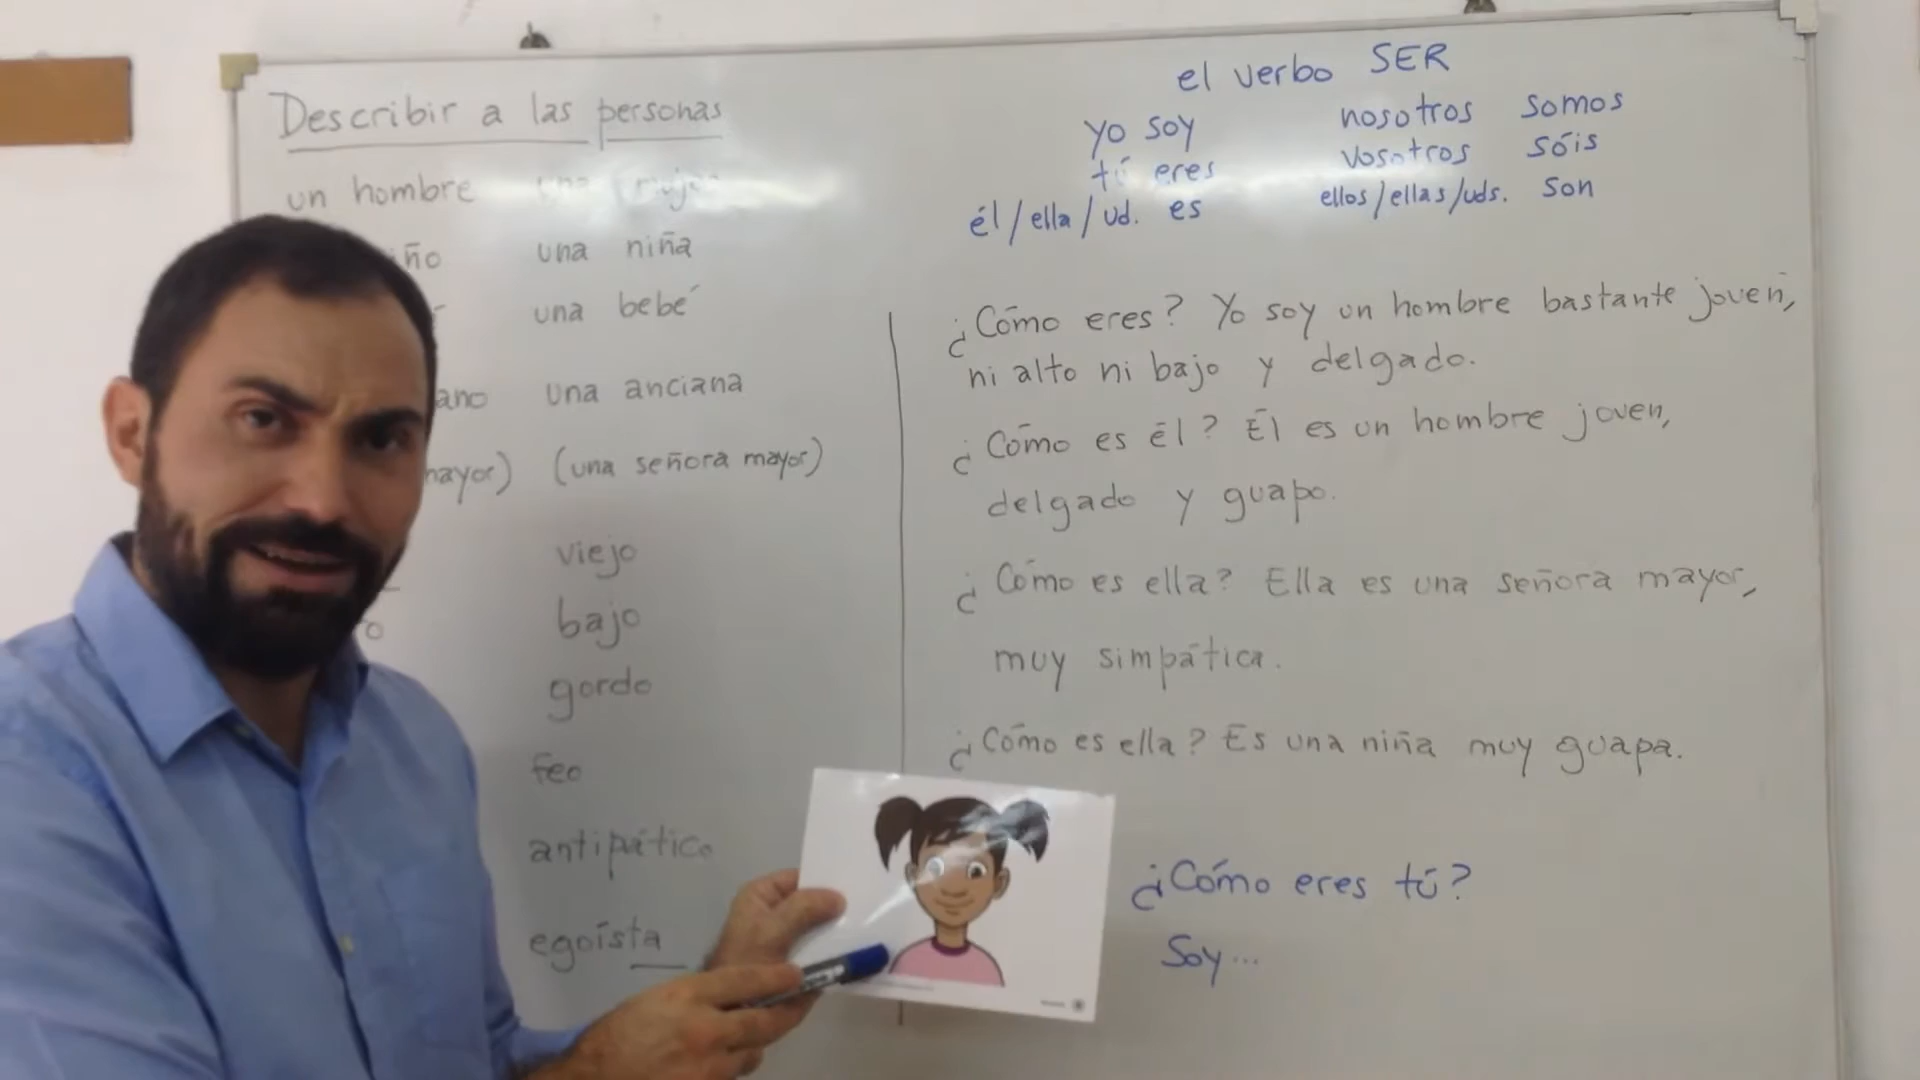 Describir a las personas
un hombre una mujer
ño una niña
una bebé
ano una anciana
mayor) (una señora mayor)
viejo
o bajo
gordo
feo
antipático
egoísta
el verbo SER
yo soy nosotros somos
tú eres vosotros sóis
él/ella/ud. es ellos/ellas/uds. son
¿Cómo eres? Yo soy un hombre bastante joven,
ni alto ni bajo y delgado.
¿Cómo es él? Él es un hombre joven,
delgado y guapo.
¿Cómo es ella? Ella es una señora mayor,
muy simpática.
¿Cómo es ella? Es una niña muy guapa.
¿Cómo eres tú?
Soy...